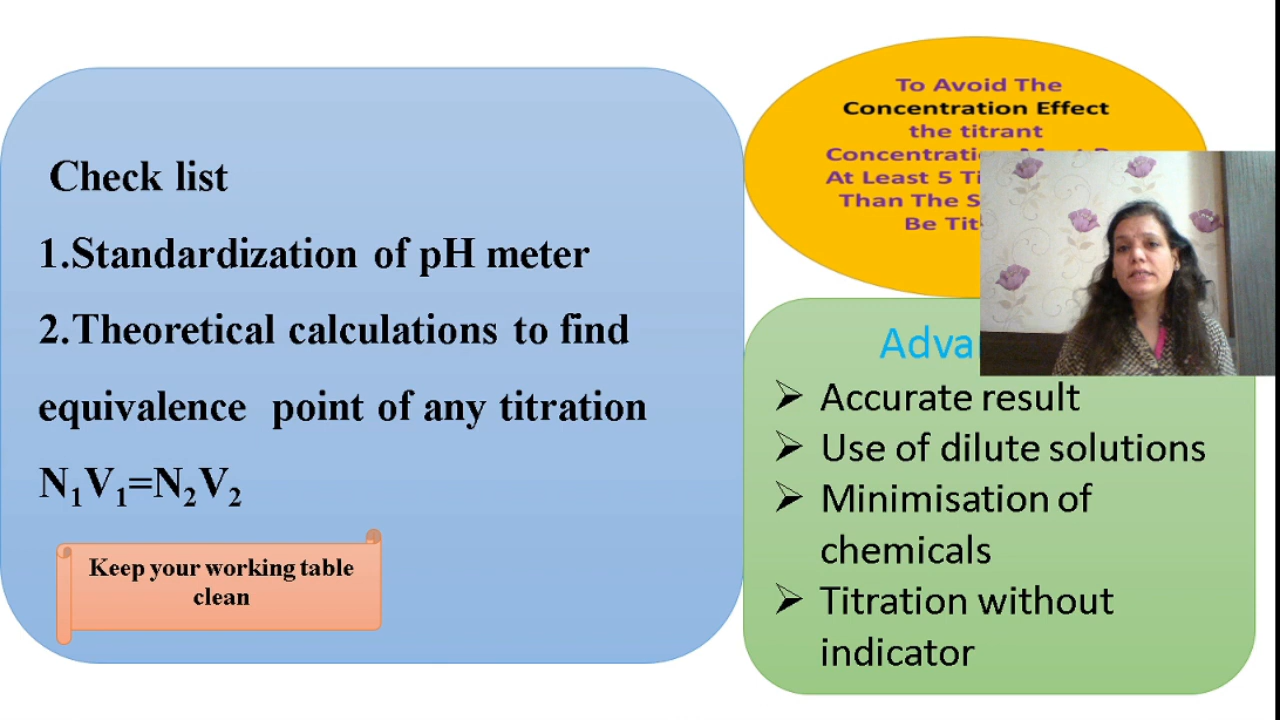 Check list
1.Standardization of pH meter
2.Theoretical calculations to find
equivalence point of any titration
N₁V₁=N₂V₂
Keep your working table
clean
To Avoid The
Concentration Effect
the titrant
At Least 5
Than The
Be
Accurate result
Use of dilute solutions
Minimisation of
chemicals
Titration without
indicator